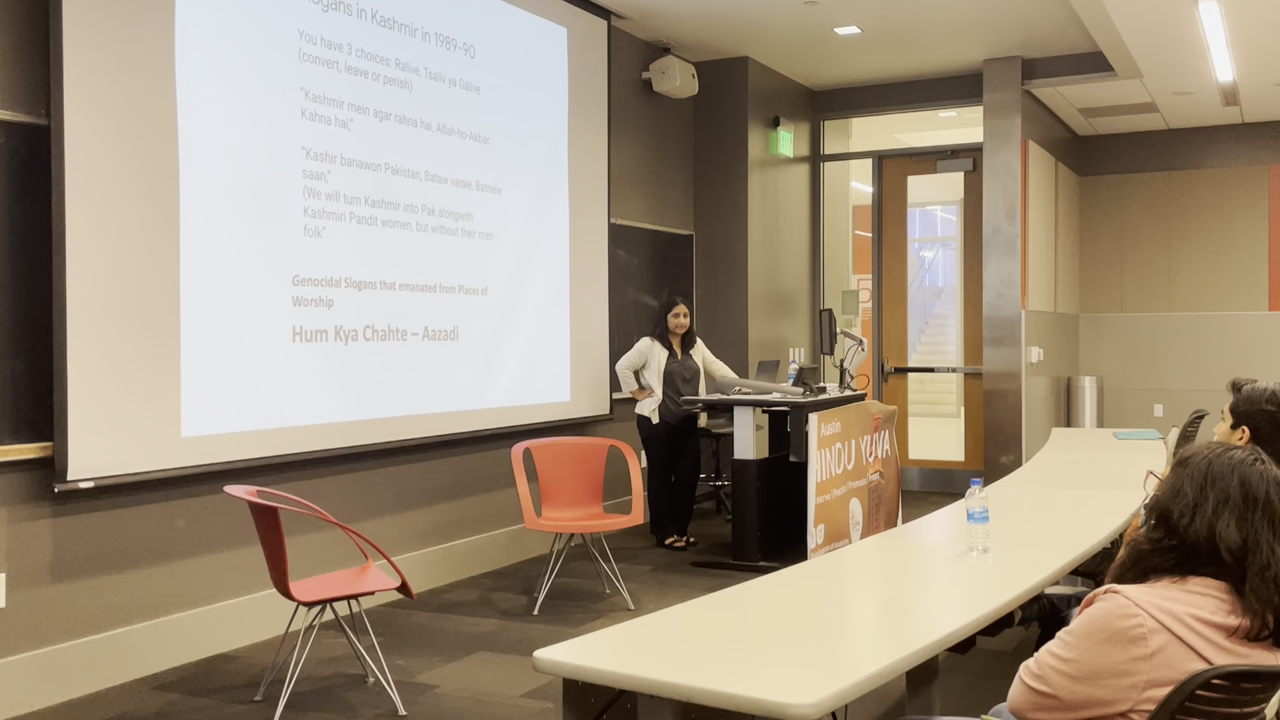 Slogans in Kashmir in 1989-90
You have 3 choices: Ralive, Tsaliv ya Galive
(convert, leave or perish)
"Kashmir mein agar rahna hai, Allah-ho-Akbar
Kahna hai,"
"Kashir banawon Pakistan, Bataw varaie, Batneiw
saan,"
(We will turn Kashmir into Pak alongwith
Kashmiri Pandit women, but without their men
folk"
Genocidal Slogans that emanated from Places of
Worship
Hum Kya Chahte – Aazadi
Austin
HINDU YUVA